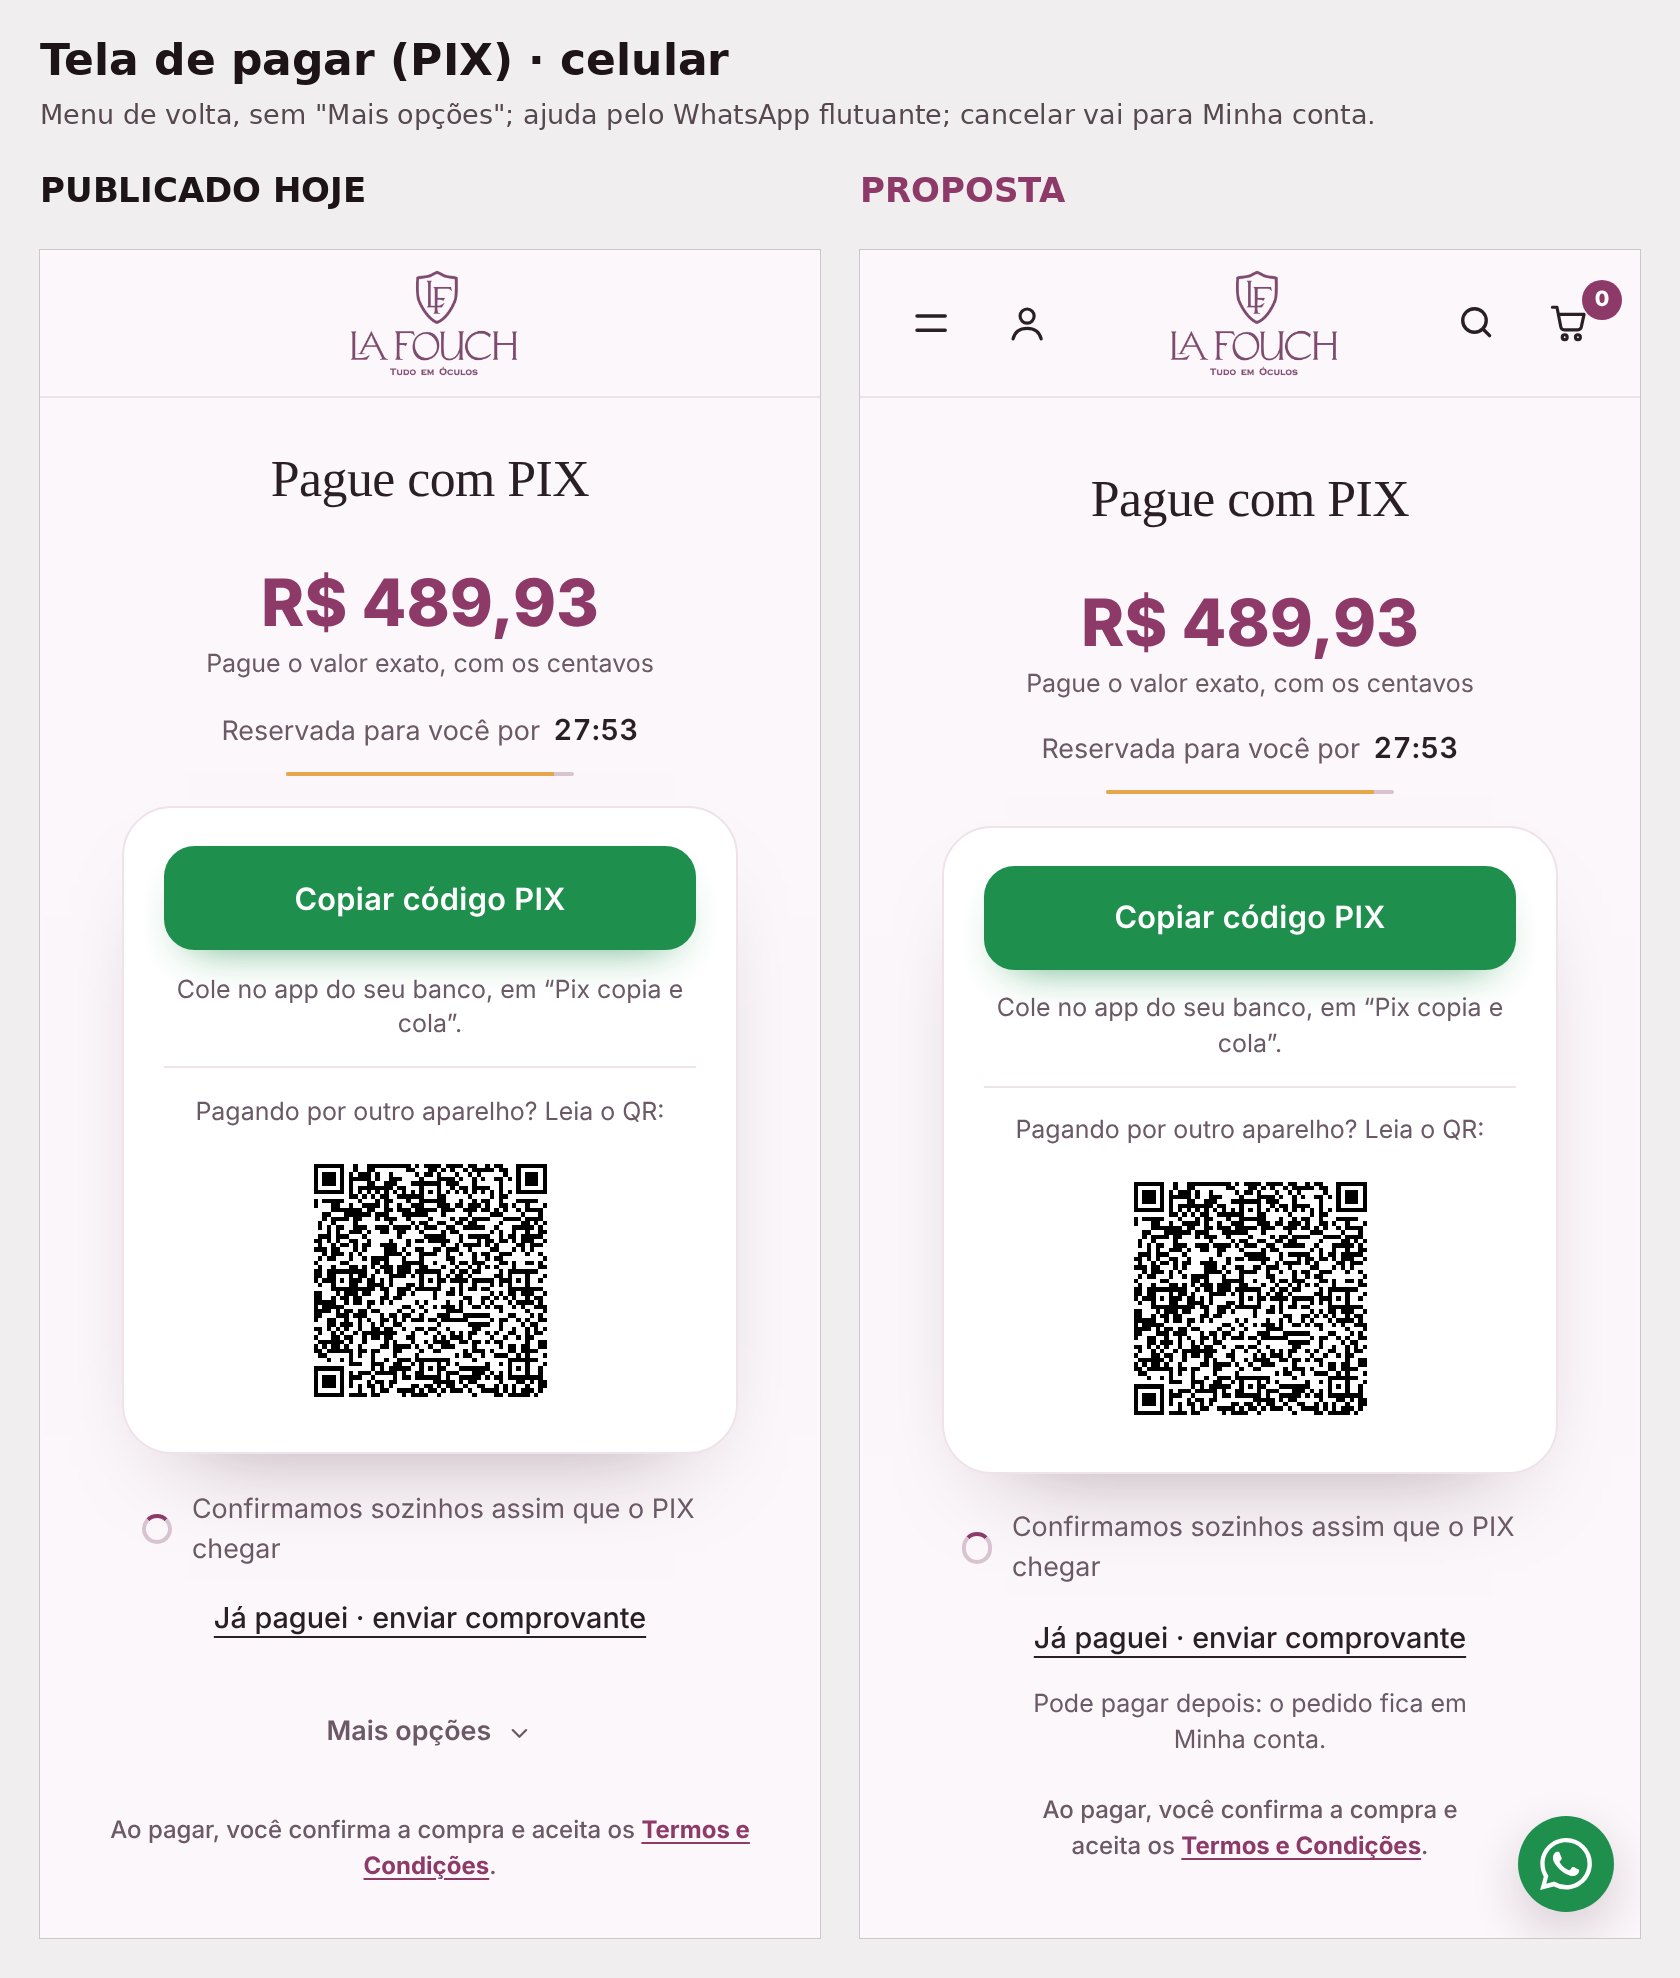 Tela de pagar (PIX) · celular
Menu de volta, sem "Mais opções"; ajuda pelo WhatsApp flutuante; cancelar vai para Minha conta.
PUBLICADO HOJE
LF
LA FOUCH
Tudo em Óculos
Pague com PIX
R$ 489,93
Pague o valor exato, com os centavos
Reservada para você por 27:53
Copiar código PIX
Cole no app do seu banco, em “Pix copia e
cola”.
Pagando por outro aparelho? Leia o QR:
Confirmamos sozinhos assim que o PIX
chegar
Já paguei · enviar comprovante
Mais opções
Ao pagar, você confirma a compra e aceita os Termos e
Condições.
PROPOSTA
LF
LA FOUCH
Tudo em Óculos
0
Pague com PIX
R$ 489,93
Pague o valor exato, com os centavos
Reservada para você por 27:53
Copiar código PIX
Cole no app do seu banco, em “Pix copia e
cola”.
Pagando por outro aparelho? Leia o QR:
Confirmamos sozinhos assim que o PIX
chegar
Já paguei · enviar comprovante
Pode pagar depois: o pedido fica em
Minha conta.
Ao pagar, você confirma a compra e
aceita os Termos e Condições.